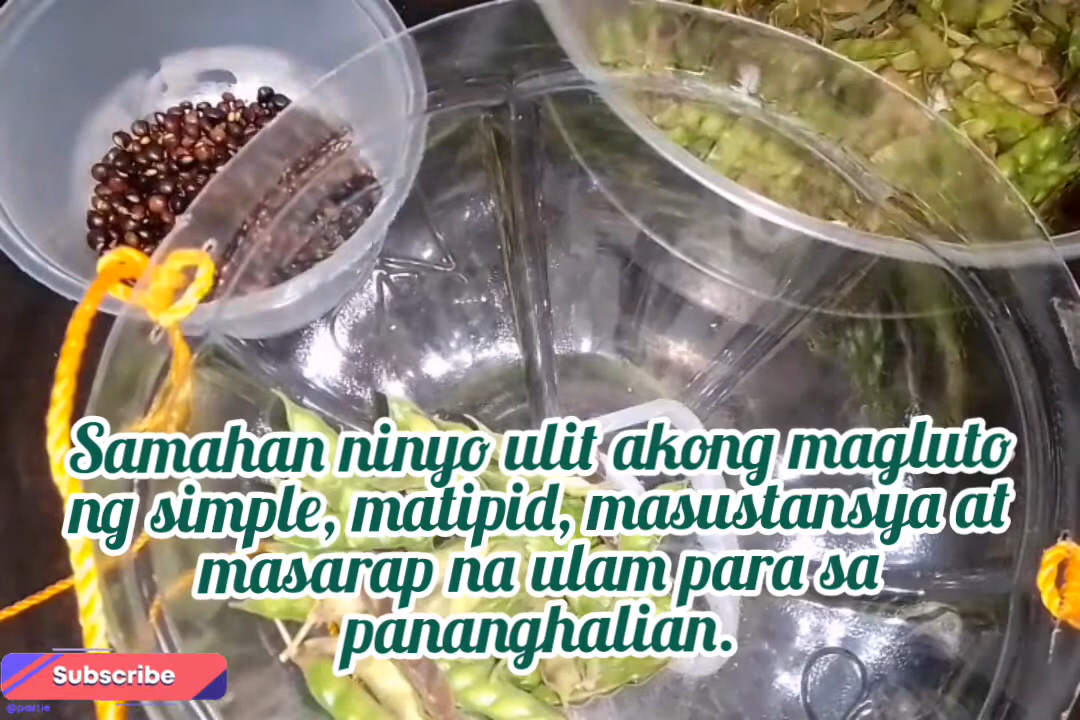 Samahan ninyo ulit akong magluto
ng simple, matipid, masustansya at
masarap na ulam para sa
pananghalian.
Subscribe